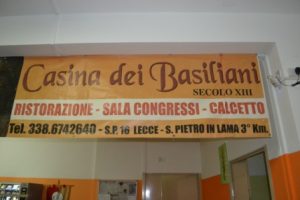 Casina dei Basiliani
SECOLO XIII
RISTORAZIONE - SALA CONGRESSI - CALCETTO
Tel. 338.6742640 - S.P. 16 LECCE - S. PIETRO IN LAMA 3° Km.